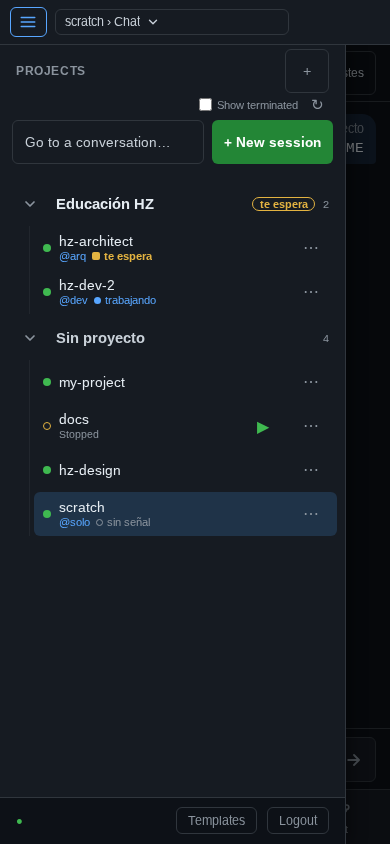 scratch › Chat
PROJECTS
+
Show terminated ↻
Go to a conversation…
+ New session
Educación HZ
te espera 2
hz-architect
@arq te espera
hz-dev-2
@dev trabajando
Sin proyecto
4
my-project
docs
Stopped
hz-design
scratch
@solo sin señal
Templates
Logout
ME